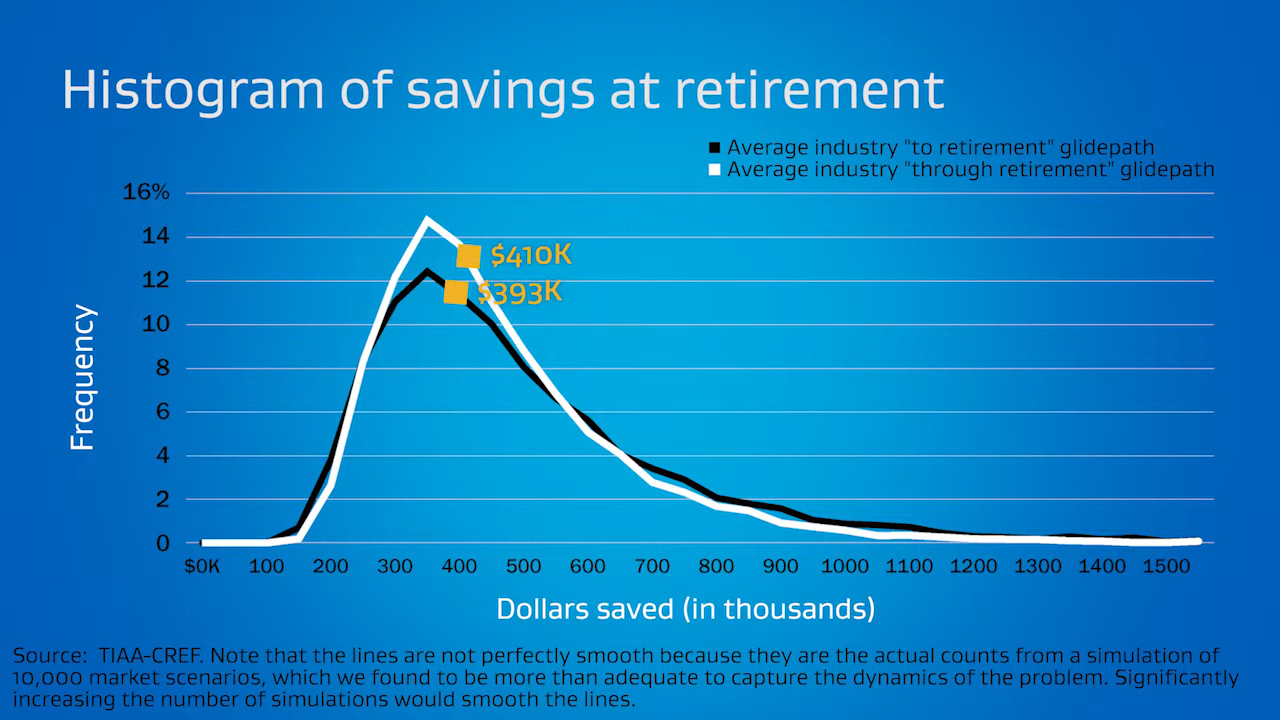 Histogram of savings at retirement
Average industry "to retirement" glidepath
Average industry "through retirement" glidepath
16%
14
12
10
8
6
4
2
0
Frequency
$410K
$393K
$0K 100 200 300 400 500 600 700 800 900 1000 1100 1200 1300 1400 1500
Dollars saved (in thousands)
Source: TIAA-CREF. Note that the lines are not perfectly smooth because they are the actual counts from a simulation of
10,000 market scenarios, which we found to be more than adequate to capture the dynamics of the problem. Significantly
increasing the number of simulations would smooth the lines.